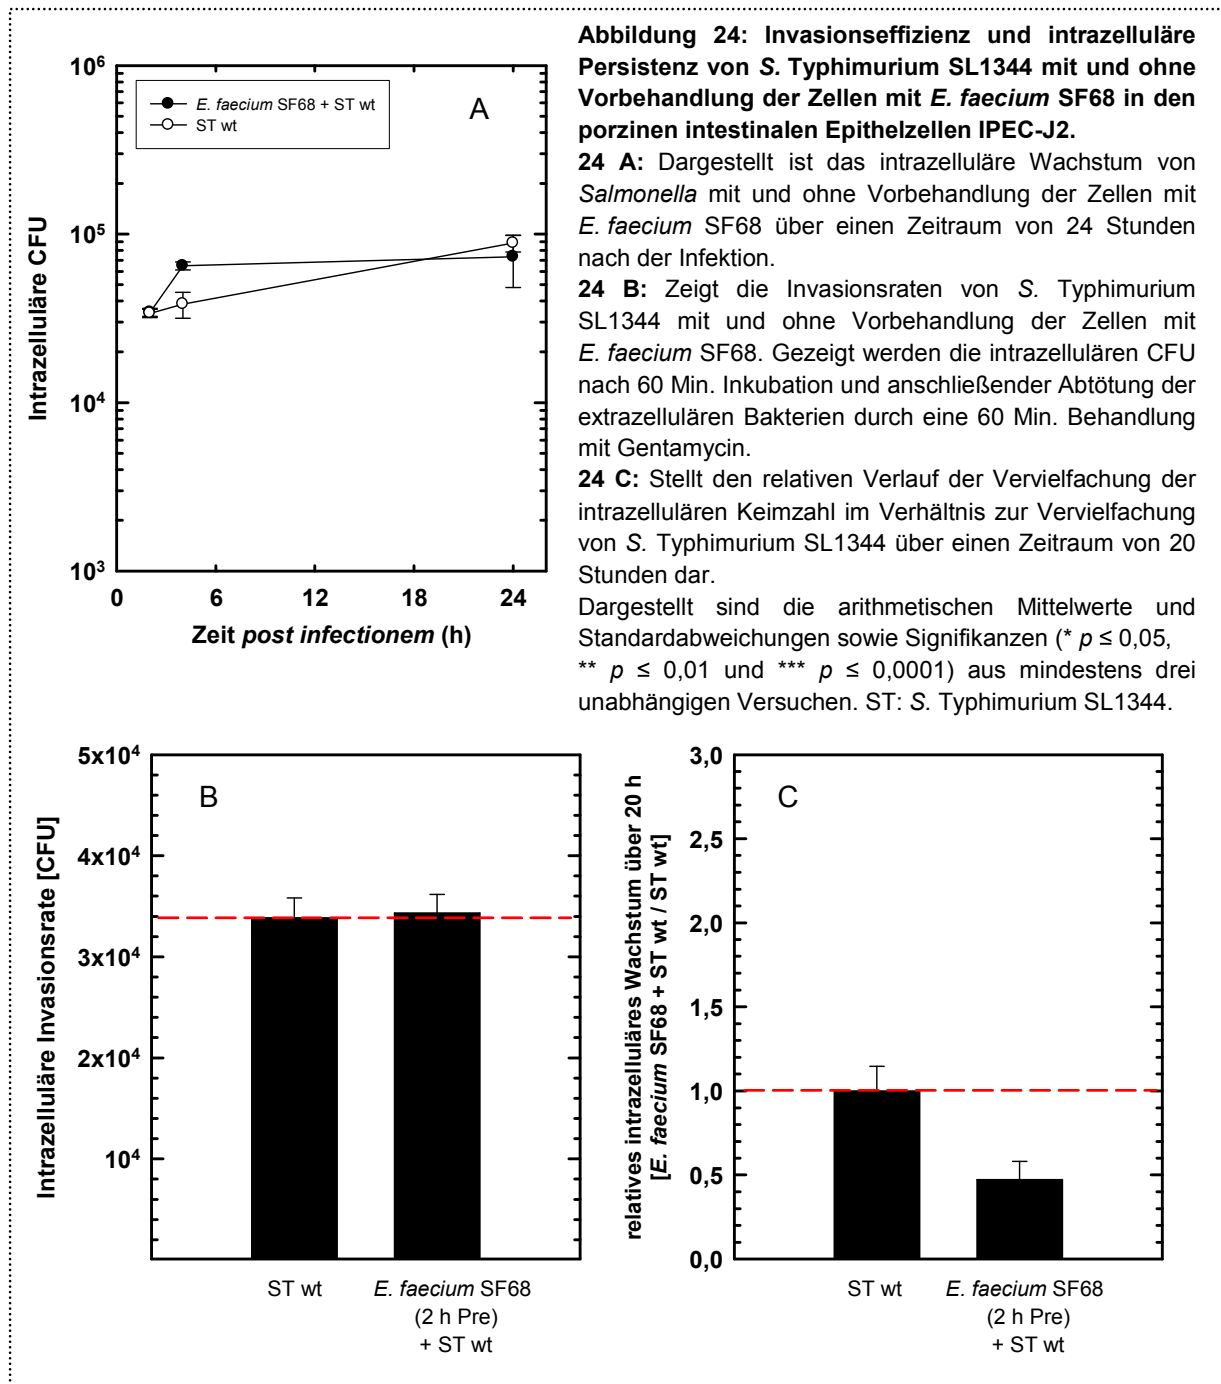 Abbildung 24: Invasionseffizienz und intrazelluläre
Persistenz von S. Typhimurium SL1344 mit und ohne
Vorbehandlung der Zellen mit E. faecium SF68 in den
porzinen intestinalen Epithelzellen IPEC-J2.
24 A: Dargestellt ist das intrazelluläre Wachstum von
Salmonella mit und ohne Vorbehandlung der Zellen mit
E. faecium SF68 über einen Zeitraum von 24 Stunden
nach der Infektion.
24 B: Zeigt die Invasionsraten von S. Typhimurium
SL1344 mit und ohne Vorbehandlung der Zellen mit
E. faecium SF68. Gezeigt werden die intrazellulären CFU
nach 60 Min. Inkubation und anschließender Abtötung der
extrazellulären Bakterien durch eine 60 Min. Behandlung
mit Gentamycin.
24 C: Stellt den relativen Verlauf der Vervielfachung der
intrazellulären Keimzahl im Verhältnis zur Vervielfachung
von S. Typhimurium SL1344 über einen Zeitraum von 20
Stunden dar.
Dargestellt sind die arithmetischen Mittelwerte und
Standardabweichungen sowie Signifikanzen (* p ≤ 0,05,
** p ≤ 0,01 und *** p ≤ 0,0001) aus mindestens drei
unabhängigen Versuchen. ST: S. Typhimurium SL1344.
A
E. faecium SF68 + ST wt
ST wt
Intrazelluläre CFU
10⁶
10⁵
10⁴
10³
0 6 12 18 24
Zeit post infectionem (h)
B
Intrazelluläre Invasionsrate [CFU]
5x10⁴
4x10⁴
3x10⁴
2x10⁴
10⁴
ST wt
E. faecium SF68
(2 h Pre)
+ ST wt
C
relatives intrazelluläres Wachstum über 20 h
[E. faecium SF68 + ST wt / ST wt]
3,0
2,5
2,0
1,5
1,0
0,5
0,0
ST wt
E. faecium SF68
(2 h Pre)
+ ST wt